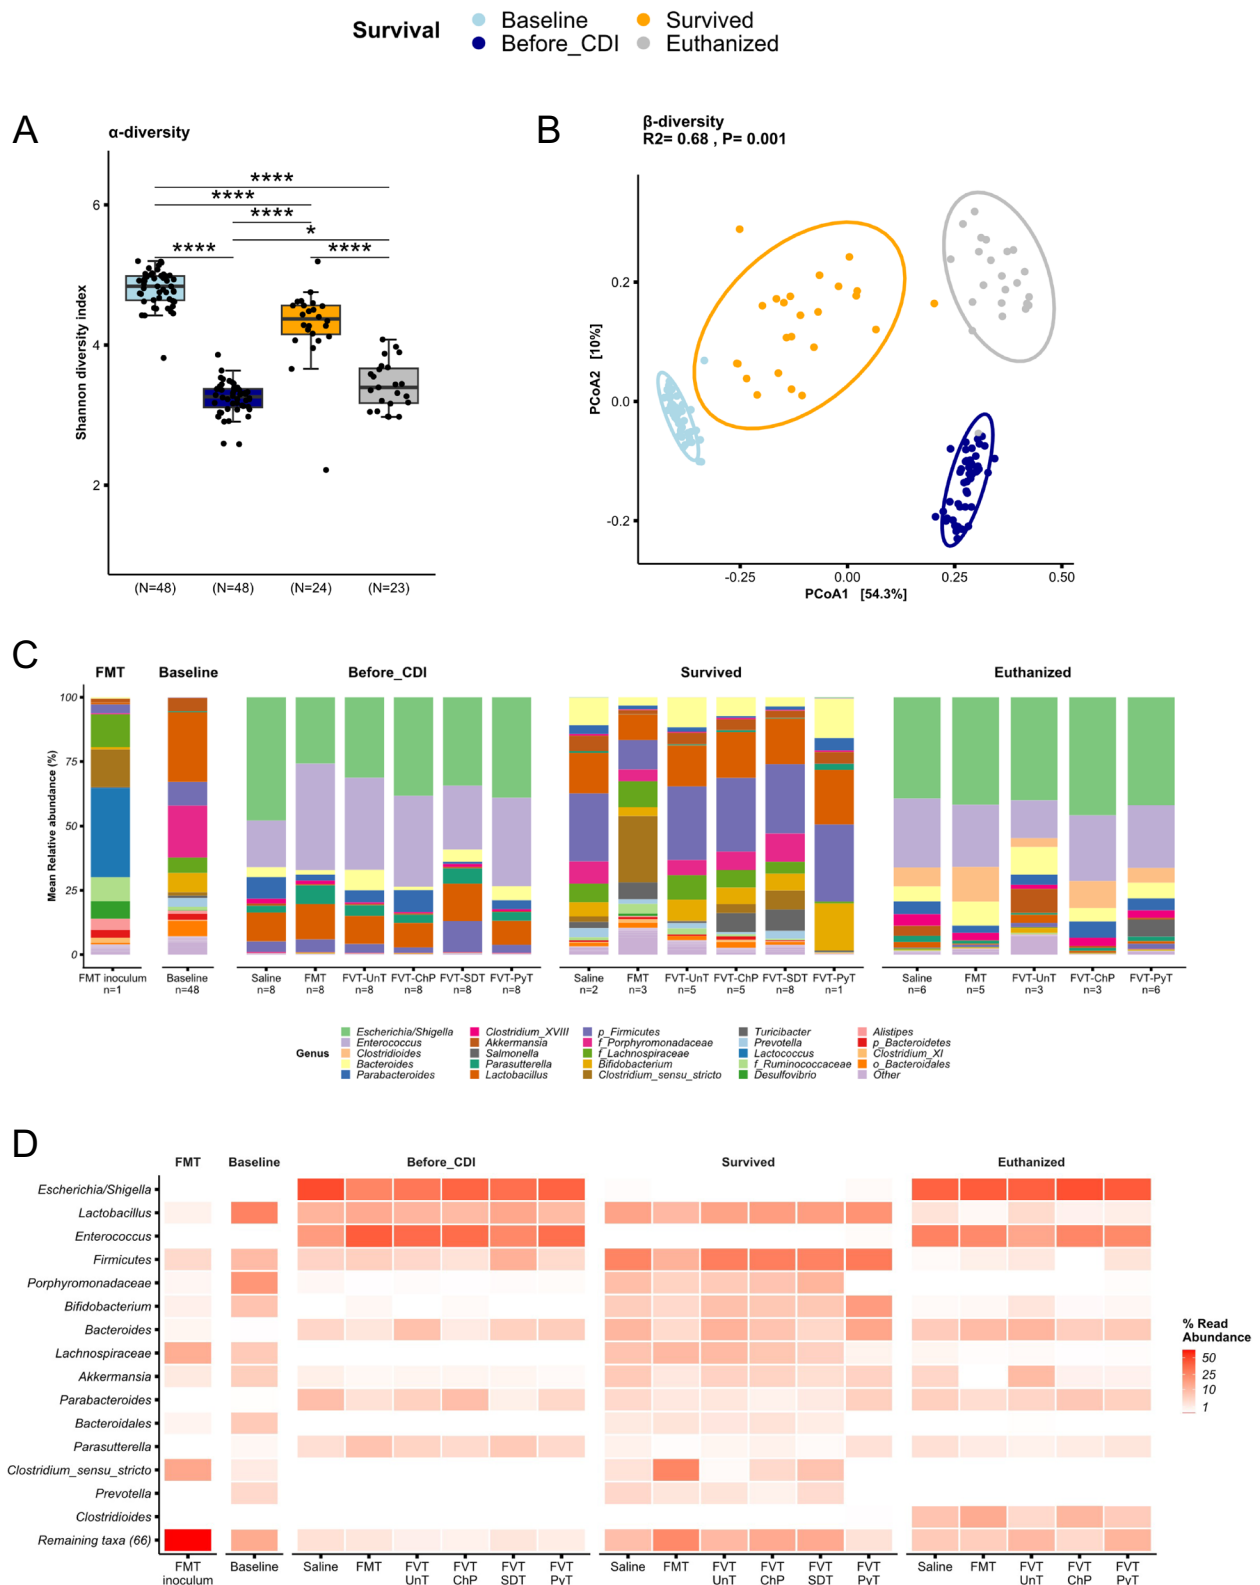 Survival
Baseline
Survived
Before_CDI
Euthanized
A
α-diversity
Shannon diversity index
6
4
2
****
****
****
*
****
****
(N=48)
(N=48)
(N=24)
(N=23)
B
β-diversity
R2= 0.68 , P= 0.001
PCoA2 [10%]
0.2
0.0
-0.2
-0.25
0.00
0.25
0.50
PCoA1 [54.3%]
C
FMT
Baseline
Before_CDI
Survived
Euthanized
Mean Relative abundance (%)
100
75
50
25
0
FMT inoculum
n=1
Baseline
n=48
Saline
n=8
FMT
n=8
FVT-UnT
n=8
FVT-ChP
n=8
FVT-SDT
n=8
FVT-PyT
n=8
Saline
n=2
FMT
n=3
FVT-UnT
n=5
FVT-ChP
n=5
FVT-SDT
n=8
FVT-PyT
n=1
Saline
n=6
FMT
n=5
FVT-UnT
n=3
FVT-ChP
n=3
FVT-PyT
n=6
Genus
Escherichia/Shigella
Enterococcus
Clostridioides
Bacteroides
Parabacteroides
Clostridium_XVIII
Akkermansia
Salmonella
Parasutterella
Lactobacillus
p_Firmicutes
f_Porphyromonadaceae
f_Lachnospiraceae
Bifidobacterium
Clostridium_sensu_stricto
Turicibacter
Prevotella
Lactococcus
f_Ruminococcaceae
Desulfovibrio
Alistipes
p_Bacteroidetes
Clostridium_XI
o_Bacteroidales
Other
D
FMT
Baseline
Before_CDI
Survived
Euthanized
Escherichia/Shigella
Lactobacillus
Enterococcus
Firmicutes
Porphyromonadaceae
Bifidobacterium
Bacteroides
Lachnospiraceae
Akkermansia
Parabacteroides
Bacteroidales
Parasutterella
Clostridium_sensu_stricto
Prevotella
Clostridioides
Remaining taxa (66)
% Read
Abundance
50
25
10
1
FMT
inoculum
Baseline
Saline
FMT
FVT
UnT
FVT
ChP
FVT
SDT
FVT
PyT
Saline
FMT
FVT
UnT
FVT
ChP
FVT
SDT
FVT
PyT
Saline
FMT
FVT
UnT
FVT
ChP
FVT
PyT